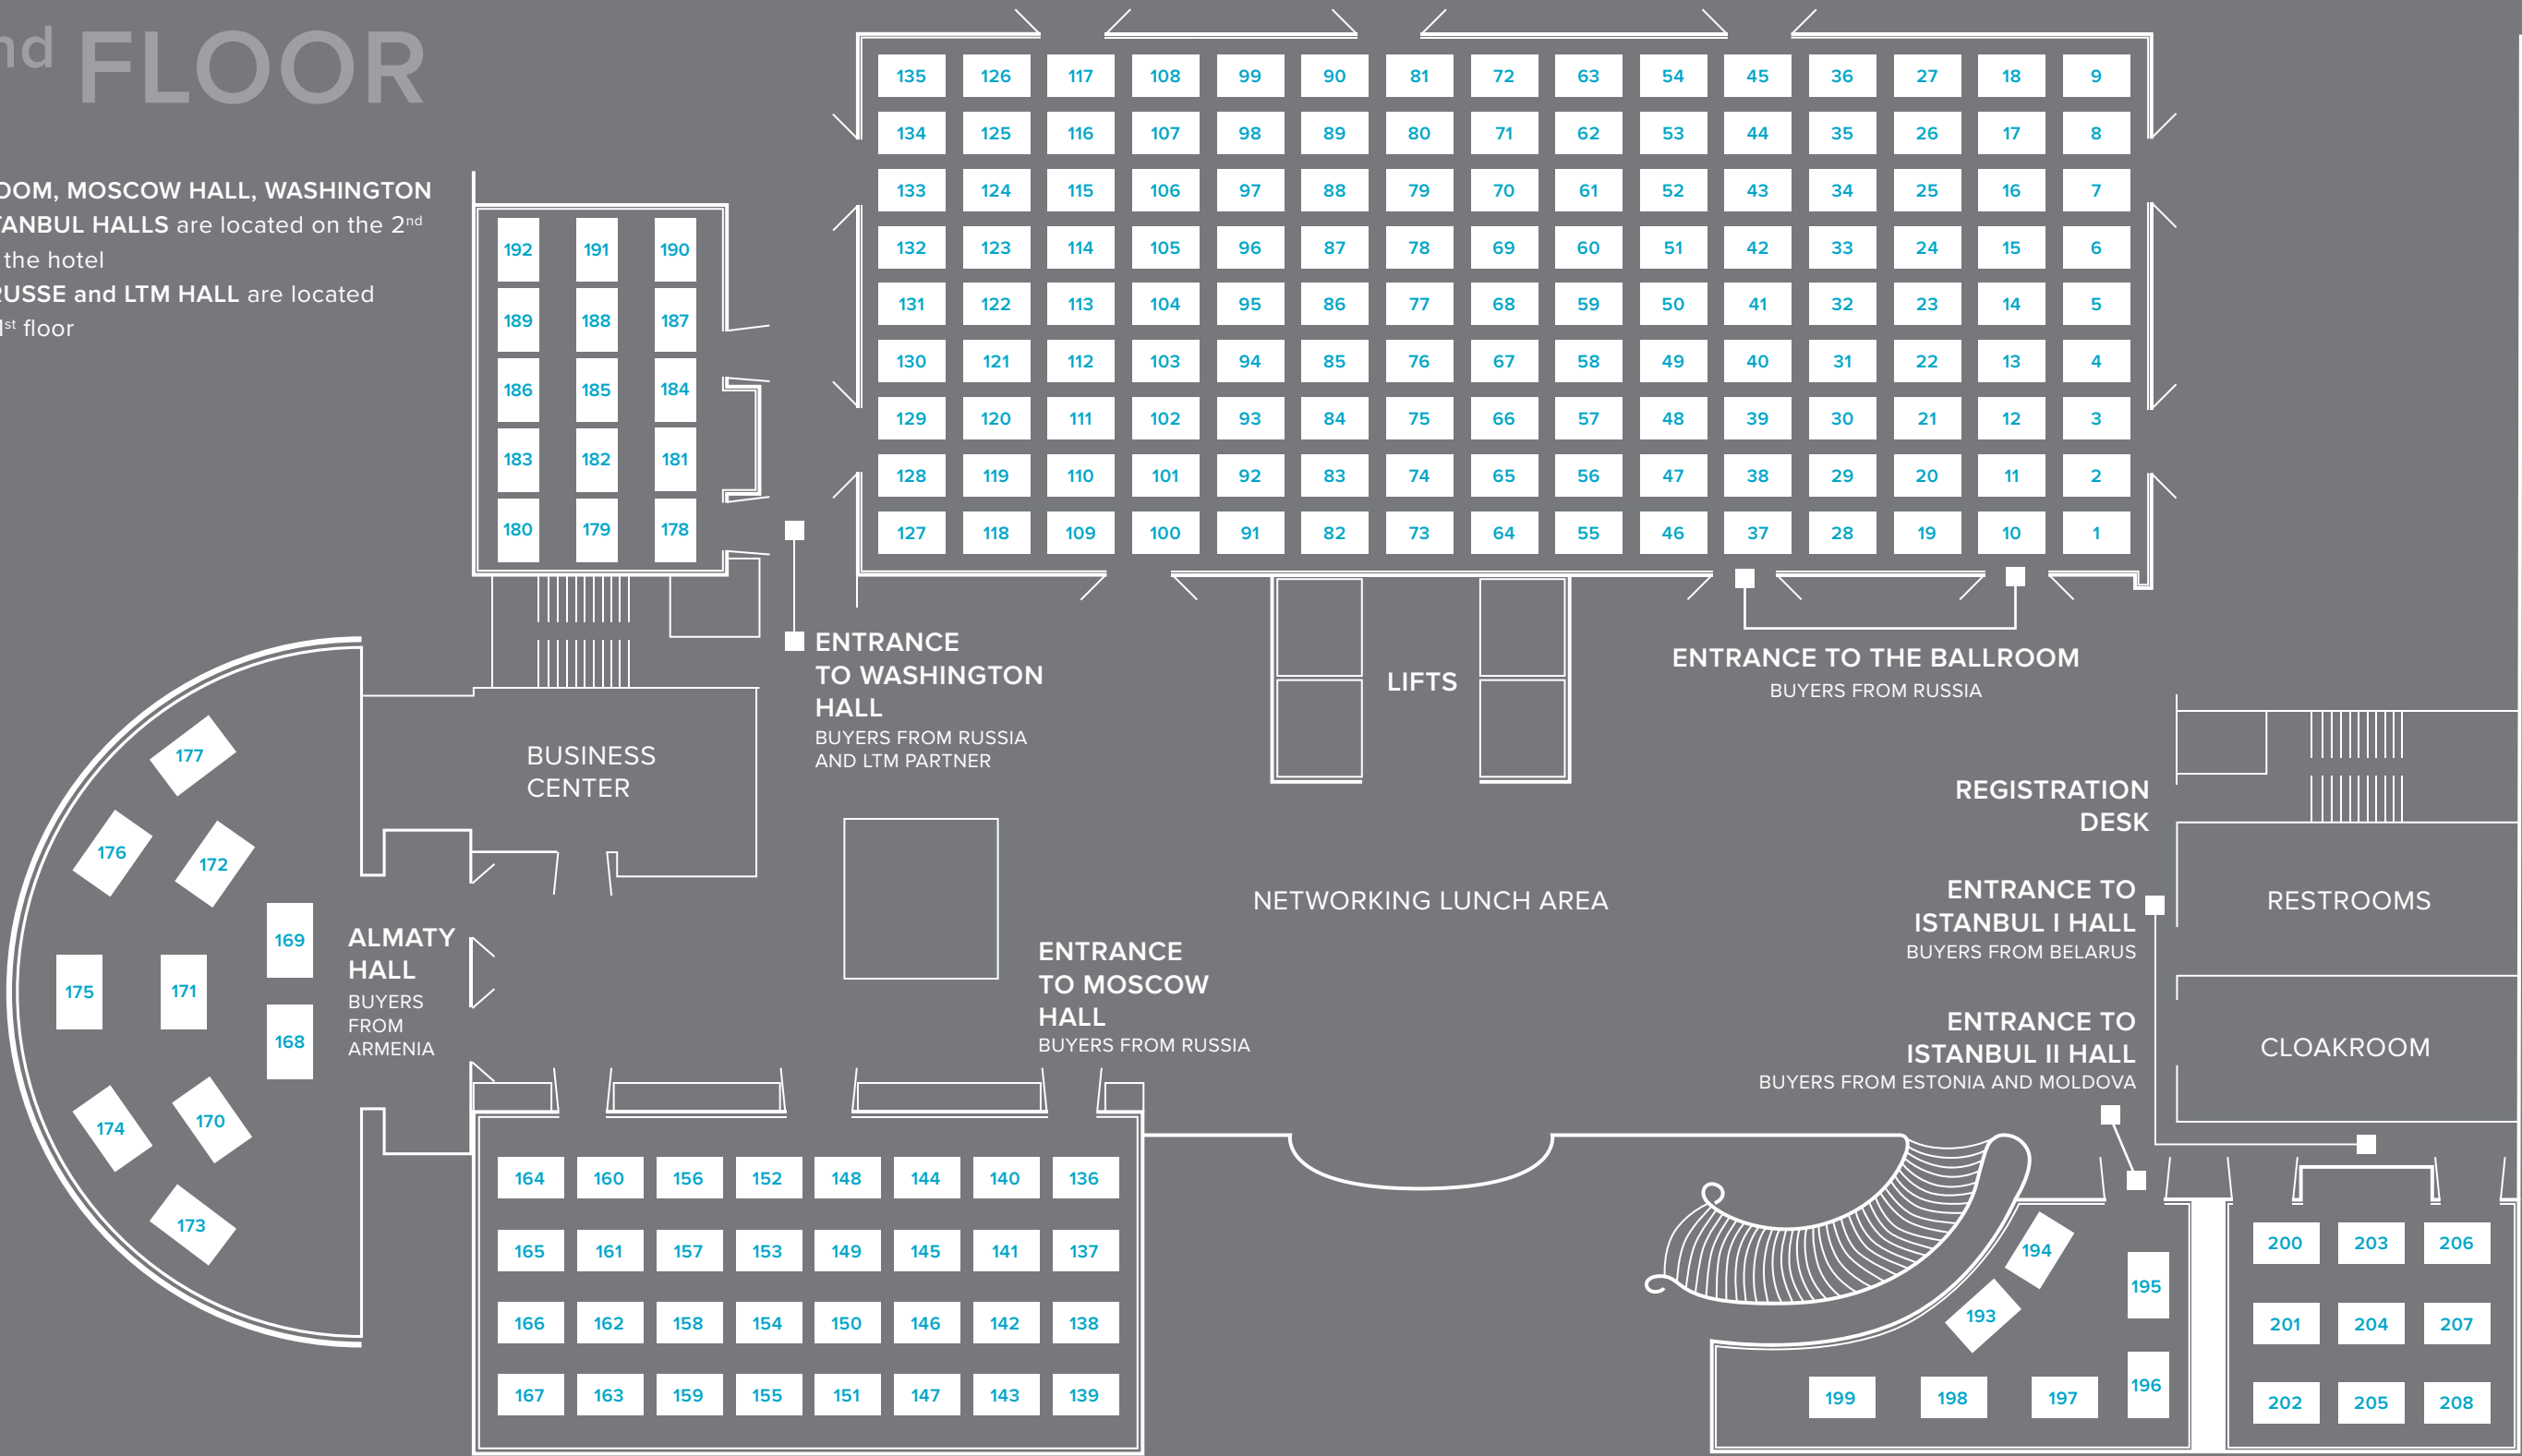 nd FLOOR
OOM, MOSCOW HALL, WASHINGTON
TANBUL HALLS are located on the 2nd
the hotel
RUSSE and LTM HALL are located
1st floor
135 126 117 108 99 90 81 72 63 54 45 36 27 18 9
134 125 116 107 98 89 80 71 62 53 44 35 26 17 8
133 124 115 106 97 88 79 70 61 52 43 34 25 16 7
132 123 114 105 96 87 78 69 60 51 42 33 24 15 6
131 122 113 104 95 86 77 68 59 50 41 32 23 14 5
130 121 112 103 94 85 76 67 58 49 40 31 22 13 4
129 120 111 102 93 84 75 66 57 48 39 30 21 12 3
128 119 110 101 92 83 74 65 56 47 38 29 20 11 2
127 118 109 100 91 82 73 64 55 46 37 28 19 10 1
192 191 190
189 188 187
186 185 184
183 182 181
180 179 178
ENTRANCE
TO WASHINGTON
HALL
BUYERS FROM RUSSIA
AND LTM PARTNER
LIFTS
ENTRANCE TO THE BALLROOM
BUYERS FROM RUSSIA
BUSINESS
CENTER
REGISTRATION
DESK
177
176
172
169
175
171
168
174
170
173
ALMATY
HALL
BUYERS
FROM
ARMENIA
NETWORKING LUNCH AREA
ENTRANCE
TO MOSCOW
HALL
BUYERS FROM RUSSIA
ENTRANCE TO
ISTANBUL I HALL
BUYERS FROM BELARUS
RESTROOMS
ENTRANCE TO
ISTANBUL II HALL
BUYERS FROM ESTONIA AND MOLDOVA
CLOAKROOM
164 160 156 152 148 144 140 136
165 161 157 153 149 145 141 137
166 162 158 154 150 146 142 138
167 163 159 155 151 147 143 139
194
195
193
196
199 198 197
200 203 206
201 204 207
202 205 208